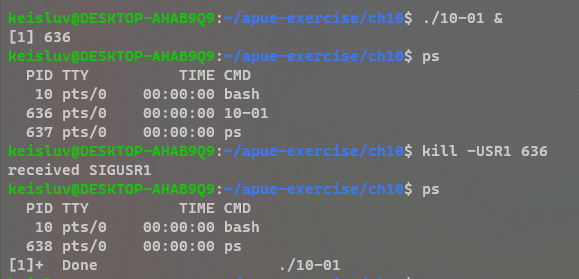 keisluv@DESKTOP-AHAB9Q9:~/apue-exercise/ch10$ ./10-01 &
[1] 636
keisluv@DESKTOP-AHAB9Q9:~/apue-exercise/ch10$ ps
  PID TTY          TIME CMD
   10 pts/0    00:00:00 bash
  636 pts/0    00:00:00 10-01
  637 pts/0    00:00:00 ps
keisluv@DESKTOP-AHAB9Q9:~/apue-exercise/ch10$ kill -USR1 636
received SIGUSR1
keisluv@DESKTOP-AHAB9Q9:~/apue-exercise/ch10$ ps
  PID TTY          TIME CMD
   10 pts/0    00:00:00 bash
  638 pts/0    00:00:00 ps
[1]+  Done                    ./10-01